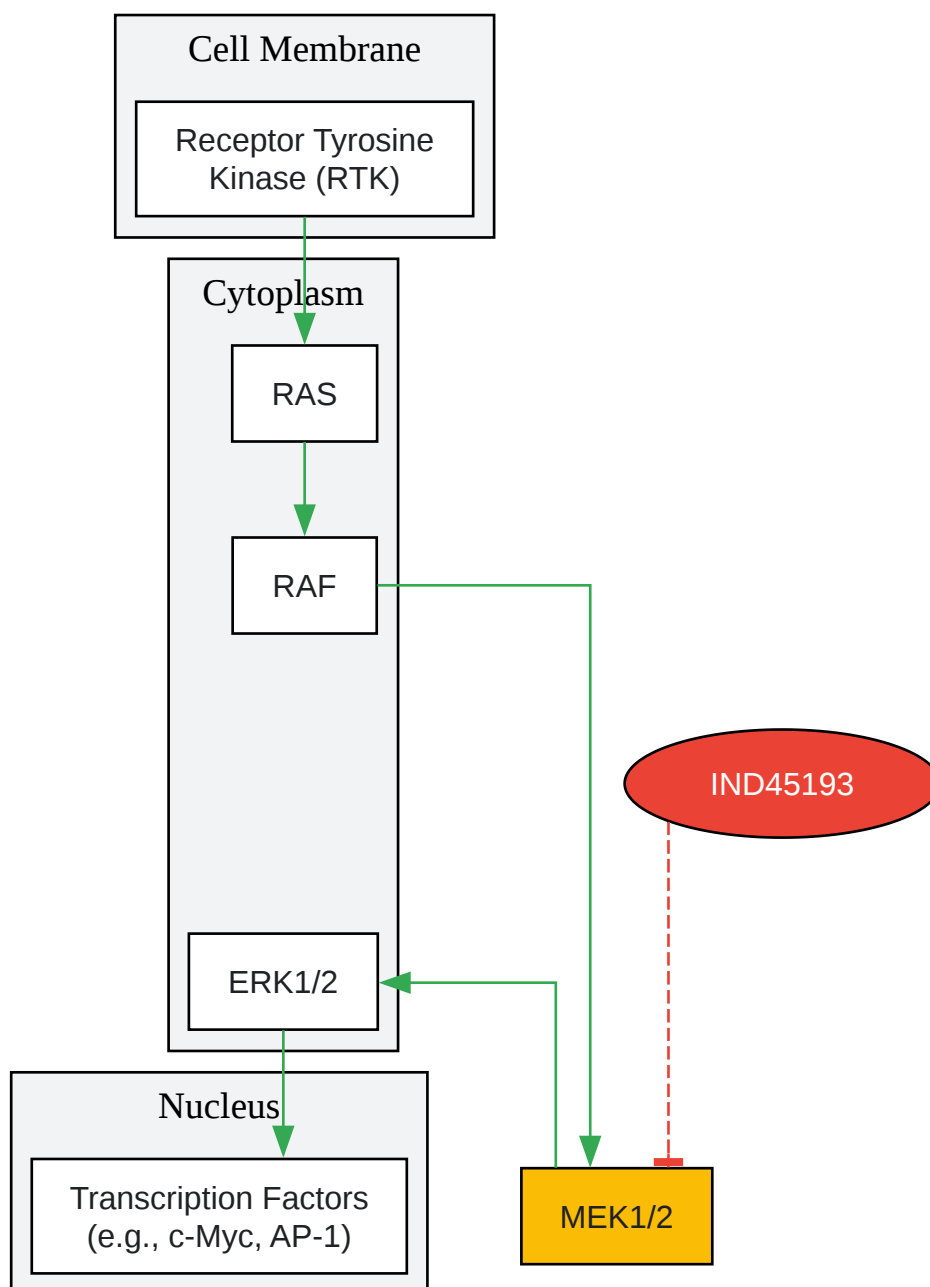 Cell Membrane
Receptor Tyrosine
Kinase (RTK)
Cytoplasm
RAS
RAF
IND45193
ERK1/2
Nucleus
Transcription Factors
(e.g., c-Myc, AP-1)
MEK1/2